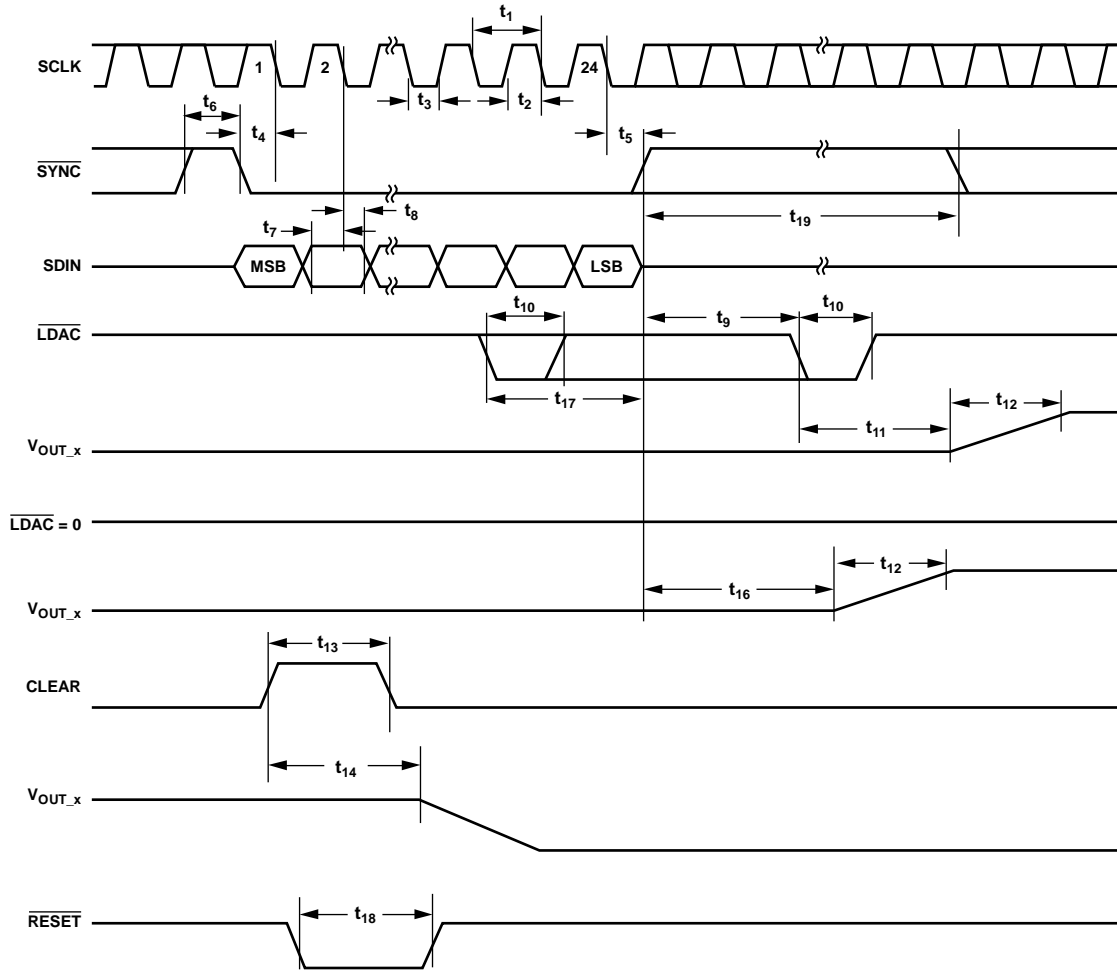 t1
SCLK
1
2
24
t3
t2
t6
t4
t5
SYNC
t8
t19
t7
SDIN
MSB
LSB
t10
t9
t10
LDAC
t17
t12
t11
VOUT_x
LDAC = 0
t12
t16
VOUT_x
t13
CLEAR
t14
VOUT_x
RESET
t18